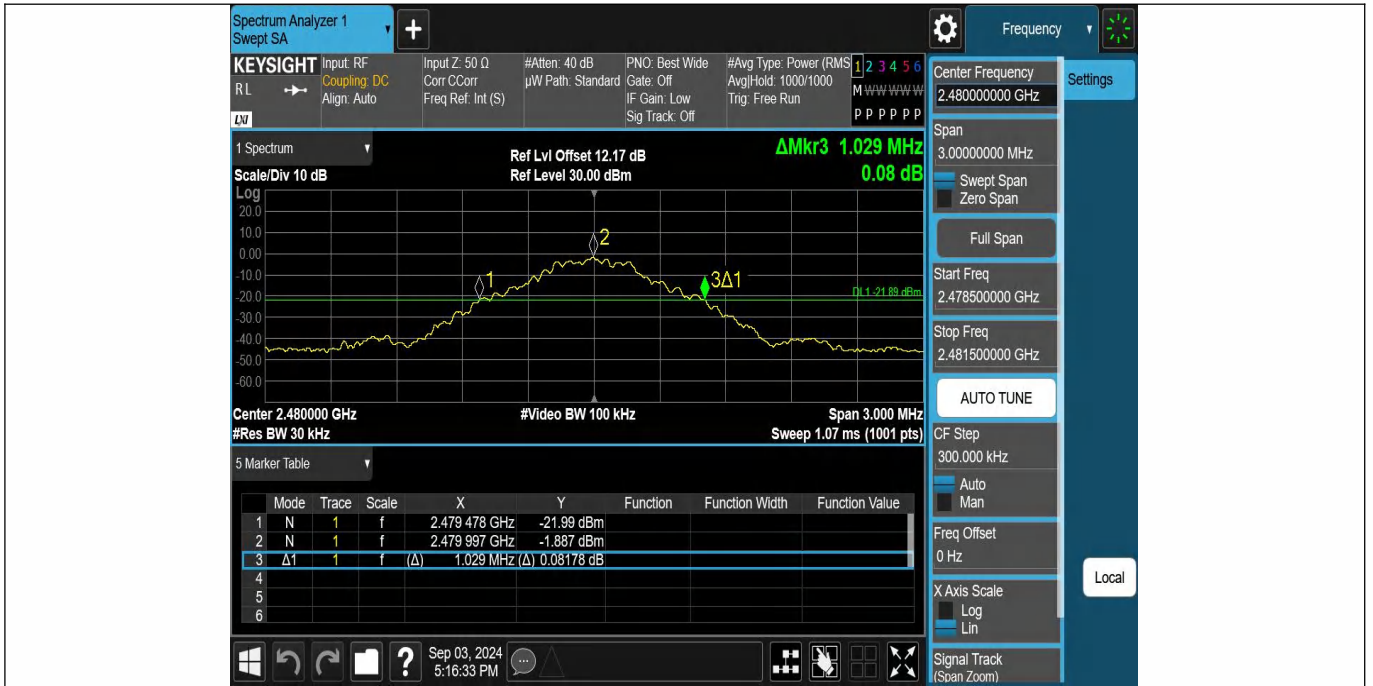 Spectrum Analyzer 1
Swept SA
+
Frequency
KEYSIGHT
RL
LXI
Input: RF
Coupling: DC
Align: Auto
Input Z: 50 Ω
Corr CCorr
Freq Ref: Int (S)
#Atten: 40 dB
µW Path: Standard
PNO: Best Wide
Gate: Off
IF Gain: Low
Sig Track: Off
#Avg Type: Power (RMS
Avg|Hold: 1000/1000
Trig: Free Run
1 2 3 4 5 6
M W W W W W
P P P P P P
1 Spectrum
Scale/Div 10 dB
Ref Lvl Offset 12.17 dB
Ref Level 30.00 dBm
ΔMkr3 1.029 MHz
0.08 dB
Log
20.0
10.0
0.00
-10.0
-20.0
-30.0
-40.0
-50.0
-60.0
1
2
3Δ1
DL1 -21.89 dBm
Center 2.480000 GHz
#Video BW 100 kHz
Span 3.000 MHz
#Res BW 30 kHz
Sweep 1.07 ms (1001 pts)
5 Marker Table
Mode Trace Scale X Y Function Function Width Function Value
1 N 1 f 2.479 478 GHz -21.99 dBm
2 N 1 f 2.479 997 GHz -1.887 dBm
3 Δ1 1 f (Δ) 1.029 MHz (Δ) 0.08178 dB
4
5
6
Sep 03, 2024
5:16:33 PM
?
Center Frequency
2.480000000 GHz
Settings
Span
3.00000000 MHz
Swept Span
Zero Span
Full Span
Start Freq
2.478500000 GHz
Stop Freq
2.481500000 GHz
AUTO TUNE
CF Step
300.000 kHz
Auto
Man
Freq Offset
0 Hz
X Axis Scale
Log
Lin
Local
Signal Track
(Span Zoom)